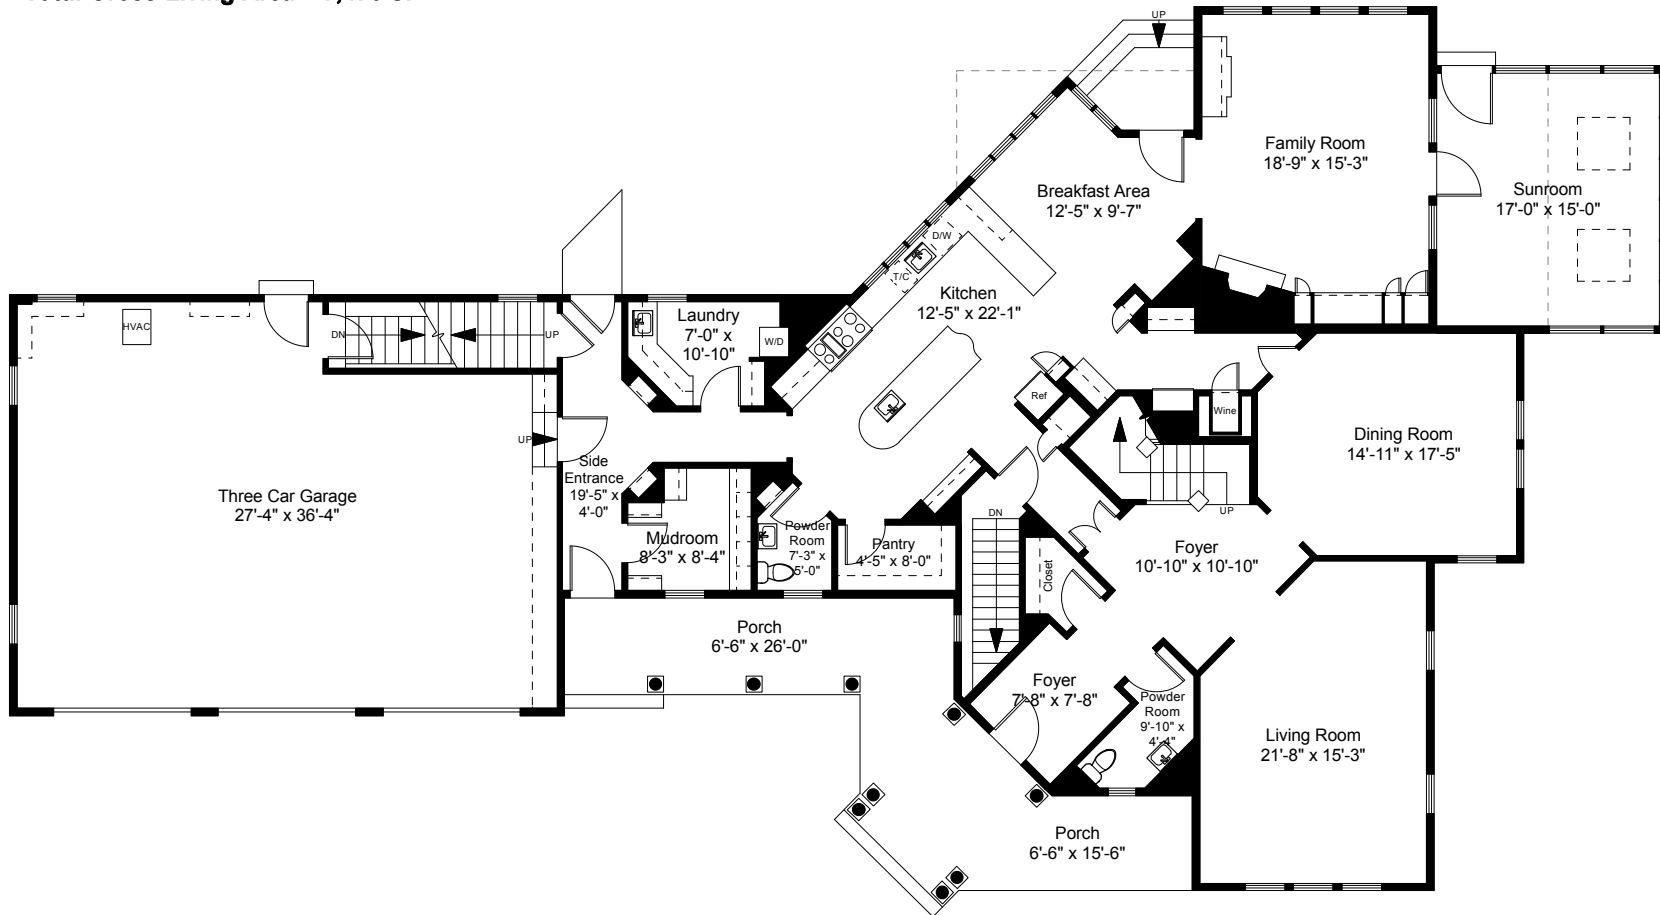 UP
Family Room
18'-9" x 15'-3"
Sunroom
17'-0" x 15'-0"
Breakfast Area
12'-5" x 9'-7"
D/W
T/C
Kitchen
12'-5" x 22'-1"
Laundry
7'-0" x
10'-10"
W/D
HVAC
DN
UP
Ref
Wine
Dining Room
14'-11" x 17'-5"
UP
Side
Entrance
19'-5" x
4'-0"
Three Car Garage
27'-4" x 36'-4"
Mudroom
8'-3" x 8'-4"
Powder
Room
7'-3" x
5'-0"
Pantry
4'-5" x 8'-0"
DN
UP
Closet
Foyer
10'-10" x 10'-10"
Porch
6'-6" x 26'-0"
Foyer
7'-8" x 7'-8"
Powder
Room
9'-10" x
4'-4"
Living Room
21'-8" x 15'-3"
Porch
6'-6" x 15'-6"